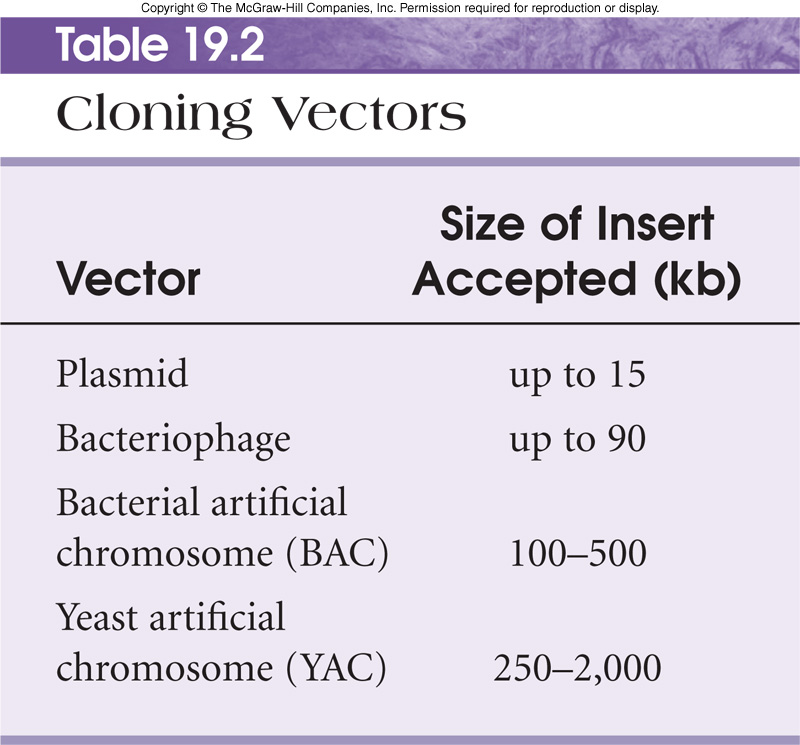 Copyright © The McGraw-Hill Companies, Inc. Permission required for reproduction or display.
Table 19.2
Cloning Vectors
Size of Insert
Vector Accepted (kb)
Plasmid up to 15
Bacteriophage up to 90
Bacterial artificial
chromosome (BAC) 100–500
Yeast artificial
chromosome (YAC) 250–2,000